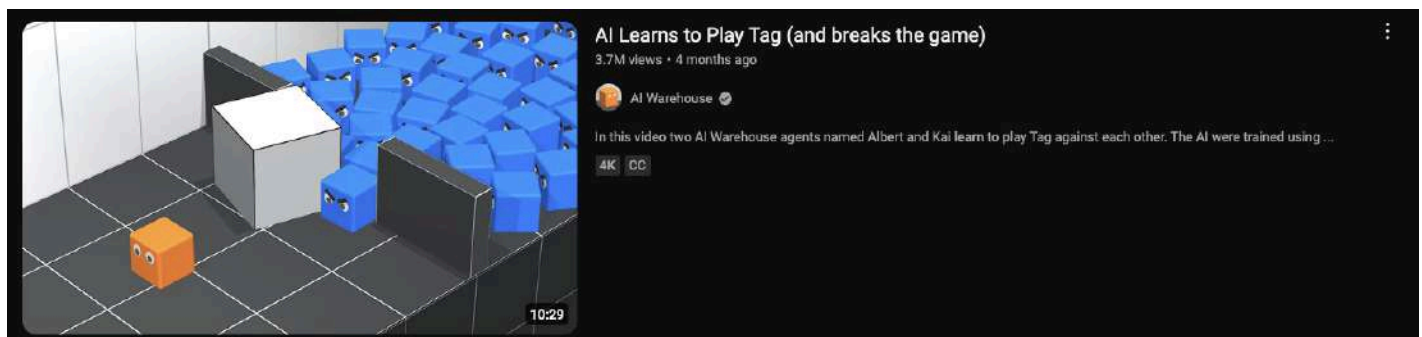 AI Learns to Play Tag (and breaks the game)
3.7M views • 4 months ago
AI Warehouse
In this video two AI Warehouse agents named Albert and Kai learn to play Tag against each other. The AI were trained using ...
4K CC
10:29